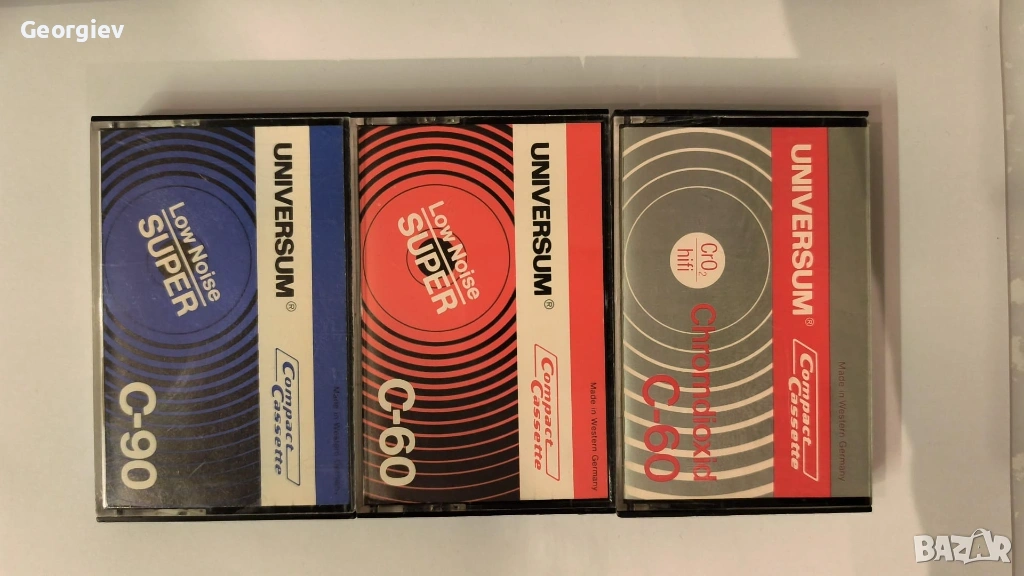 Georgiev
UNIVERSUM®
Compact
Cassette
Low Noise
SUPER
C-90
UNIVERSUM®
Compact
Cassette
Made in Western Germany
Low Noise
SUPER
C-60
UNIVERSUM®
Compact
Cassette
Made in Western Germany
CrO₂
hifi
Chromdioxid
C-60
BAZAR